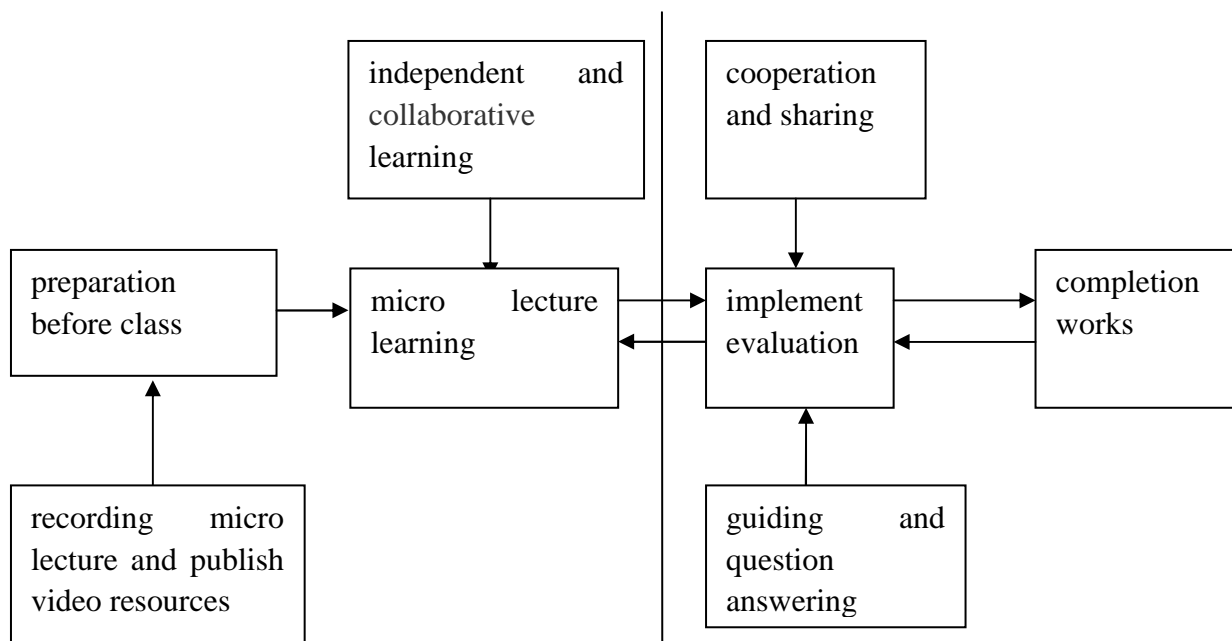 independent and
collaborative
learning
cooperation
and sharing
preparation
before class
micro lecture
learning
implement
evaluation
completion
works
recording micro
lecture and publish
video resources
guiding and
question
answering